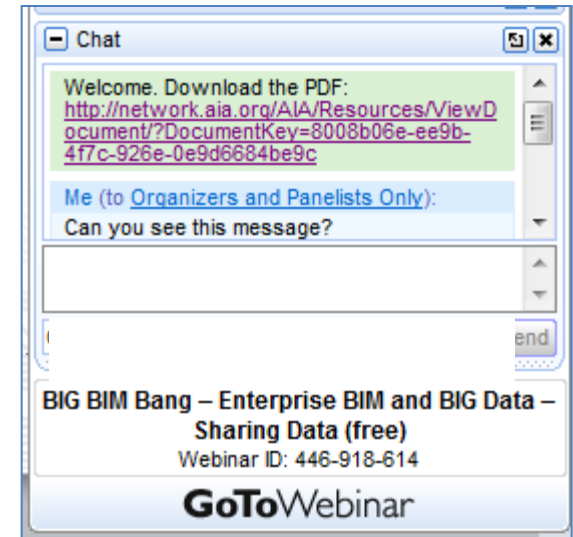 Chat
Welcome. Download the PDF:
http://network.aia.org/AIA/Resources/ViewD
ocument/?DocumentKey=8008b06e-ee9b-
4f7c-926e-0e9d6684be9c
Me (to Organizers and Panelists Only):
Can you see this message?
end
BIG BIM Bang – Enterprise BIM and BIG Data –
Sharing Data (free)
Webinar ID: 446-918-614
GoToWebinar